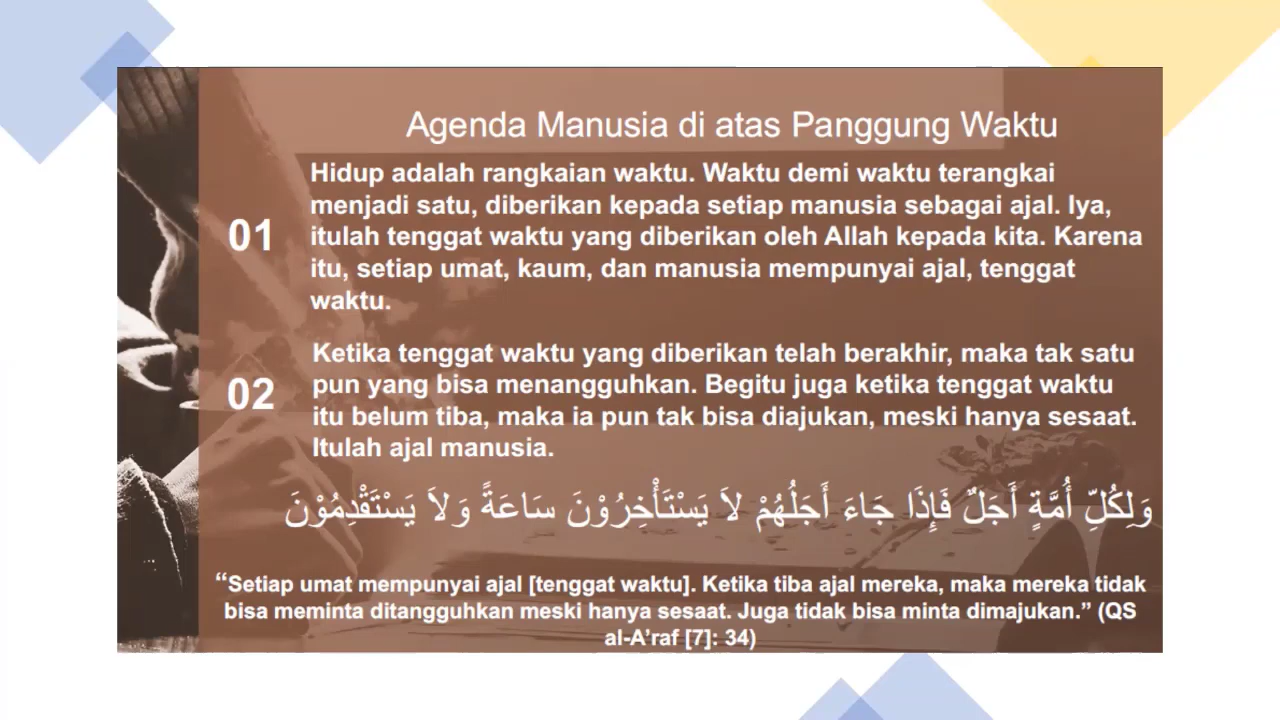 Agenda Manusia di atas Panggung Waktu
01
Hidup adalah rangkaian waktu. Waktu demi waktu terangkai
menjadi satu, diberikan kepada setiap manusia sebagai ajal. Iya,
itulah tenggat waktu yang diberikan oleh Allah kepada kita. Karena
itu, setiap umat, kaum, dan manusia mempunyai ajal, tenggat
waktu.
02
Ketika tenggat waktu yang diberikan telah berakhir, maka tak satu
pun yang bisa menangguhkan. Begitu juga ketika tenggat waktu
itu belum tiba, maka ia pun tak bisa diajukan, meski hanya sesaat.
Itulah ajal manusia.
وَلِكُلِّ أُمَّةٍ أَجَلٌ فَإِذَا جَاءَ أَجَلُهُمْ لاَ يَسْتَأْخِرُوْنَ سَاعَةً وَلاَ يَسْتَقْدِمُوْنَ
“Setiap umat mempunyai ajal [tenggat waktu]. Ketika tiba ajal mereka, maka mereka tidak
bisa meminta ditangguhkan meski hanya sesaat. Juga tidak bisa minta dimajukan.” (QS
al-A’raf [7]: 34)